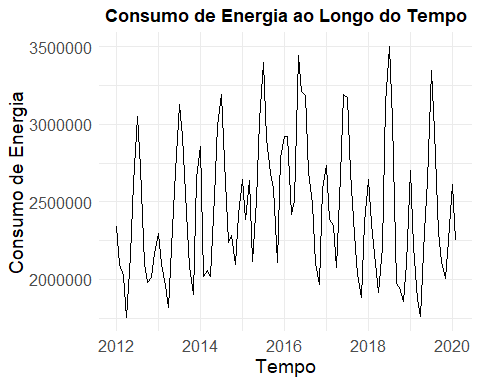 Consumo de Energia ao Longo do Tempo
Consumo de Energia
3500000
3000000
2500000
2000000
2012 2014 2016 2018 2020
Tempo